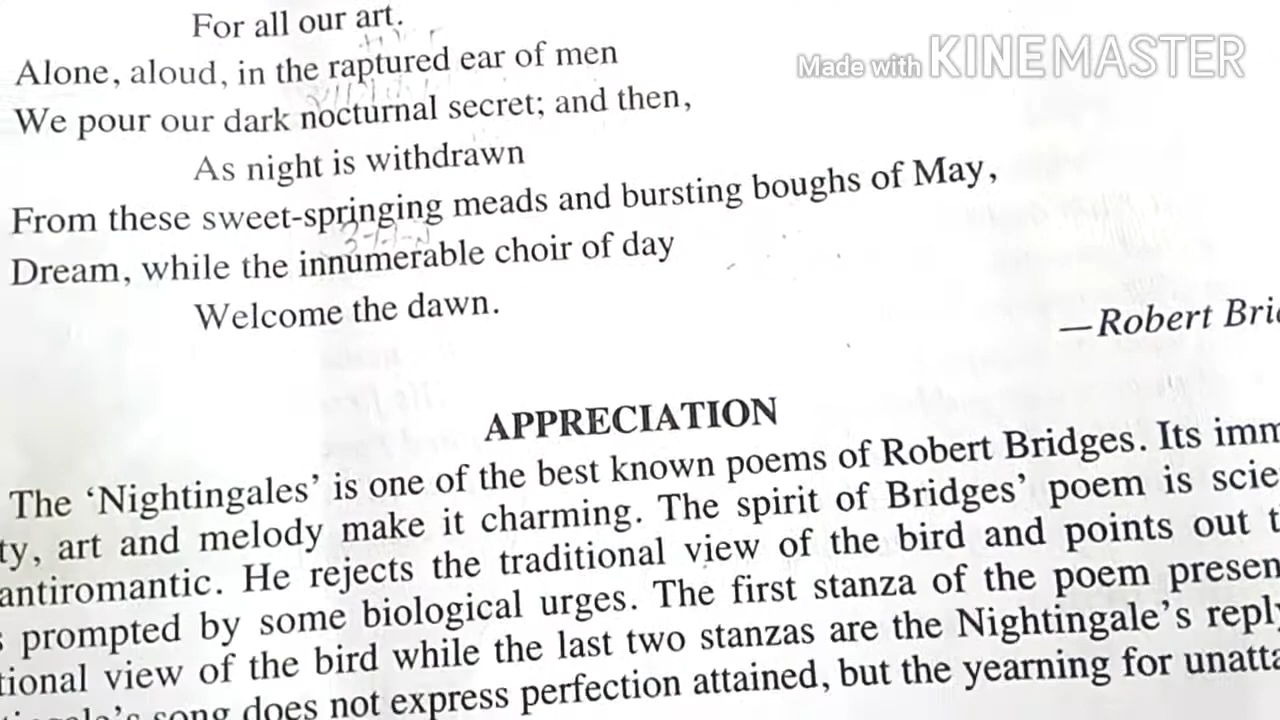 For all our art.
Made with KINEMASTER
Alone, aloud, in the raptured ear of men
We pour our dark nocturnal secret; and then,
As night is withdrawn
From these sweet-springing meads and bursting boughs of May,
Dream, while the innumerable choir of day
Welcome the dawn.
—Robert Bri
APPRECIATION
The ‘Nightingales’ is one of the best known poems of Robert Bridges. Its imm
ty, art and melody make it charming. The spirit of Bridges’ poem is scie
antiromantic. He rejects the traditional view of the bird and points out t
s prompted by some biological urges. The first stanza of the poem presen
tional view of the bird while the last two stanzas are the Nightingale’s reply
song does not express perfection attained, but the yearning for unatta